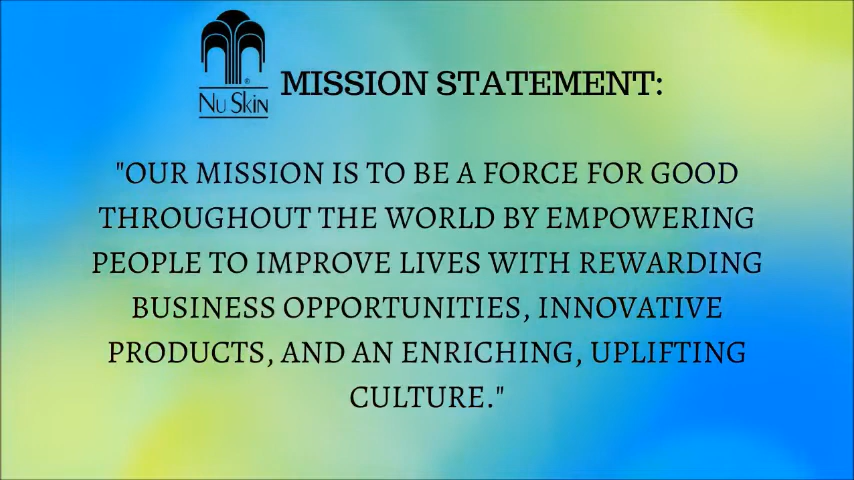 Nu Skin
MISSION STATEMENT:
"OUR MISSION IS TO BE A FORCE FOR GOOD
THROUGHOUT THE WORLD BY EMPOWERING
PEOPLE TO IMPROVE LIVES WITH REWARDING
BUSINESS OPPORTUNITIES, INNOVATIVE
PRODUCTS, AND AN ENRICHING, UPLIFTING
CULTURE."